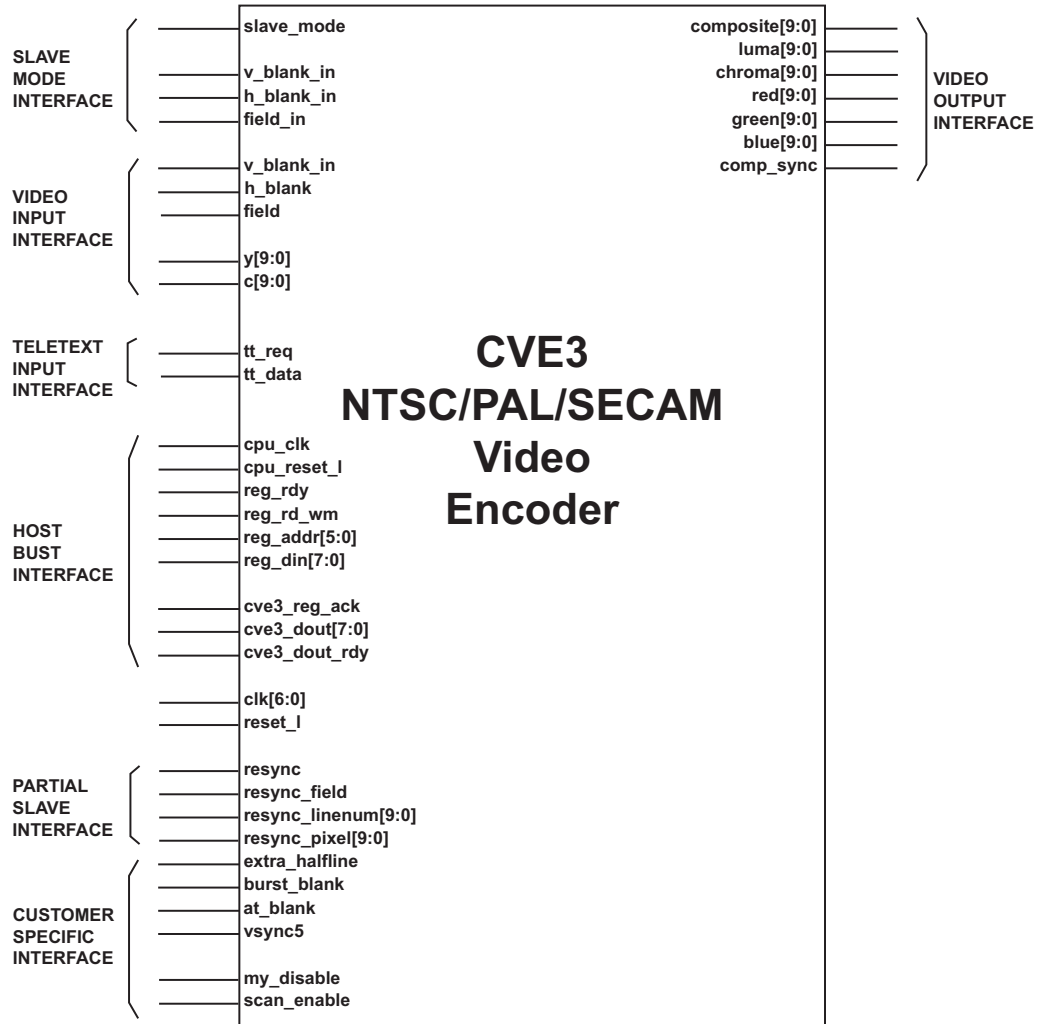 SLAVE
MODE
INTERFACE
slave_mode
v_blank_in
h_blank_in
field_in
VIDEO
INPUT
INTERFACE
v_blank_in
h_blank
field
y[9:0]
c[9:0]
TELETEXT
INPUT
INTERFACE
tt_req
tt_data
HOST
BUST
INTERFACE
cpu_clk
cpu_reset_l
reg_rdy
reg_rd_wm
reg_addr[5:0]
reg_din[7:0]
cve3_reg_ack
cve3_dout[7:0]
cve3_dout_rdy
clk[6:0]
reset_l
PARTIAL
SLAVE
INTERFACE
resync
resync_field
resync_linenum[9:0]
resync_pixel[9:0]
CUSTOMER
SPECIFIC
INTERFACE
extra_halfline
burst_blank
at_blank
vsync5
my_disable
scan_enable
CVE3
NTSC/PAL/SECAM
Video
Encoder
composite[9:0]
luma[9:0]
chroma[9:0]
red[9:0]
green[9:0]
blue[9:0]
comp_sync
VIDEO
OUTPUT
INTERFACE